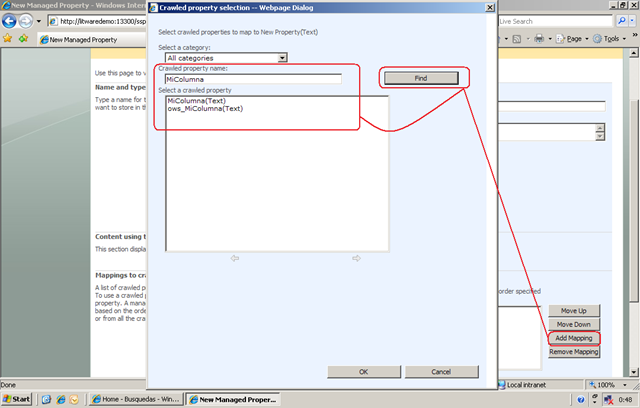 New Managed Property - Windows Intern
http://litwaredemo:13300/ssp
New Managed Property
Page
Tools
Use this page to v
Name and type
Type a name for t
want to store in t
Content using t
This section displa
Mappings to cra
A list of crawled p
To use a crawled p
property. A mana
based on the orde
or from all the cra
Crawled property selection -- Webpage Dialog
Select crawled properties to map to New Property(Text)
Select a category:
All categories
Crawled property name:
MiColumna
Find
Select a crawled property
MiColumna(Text)
ows_MiColumna(Text)
OK
Cancel
order specified
Move Up
Move Down
Add Mapping
Remove Mapping
Done
Local intranet
100%
Start
Home - Busquedas - Win...
New Managed Proper...
0:48